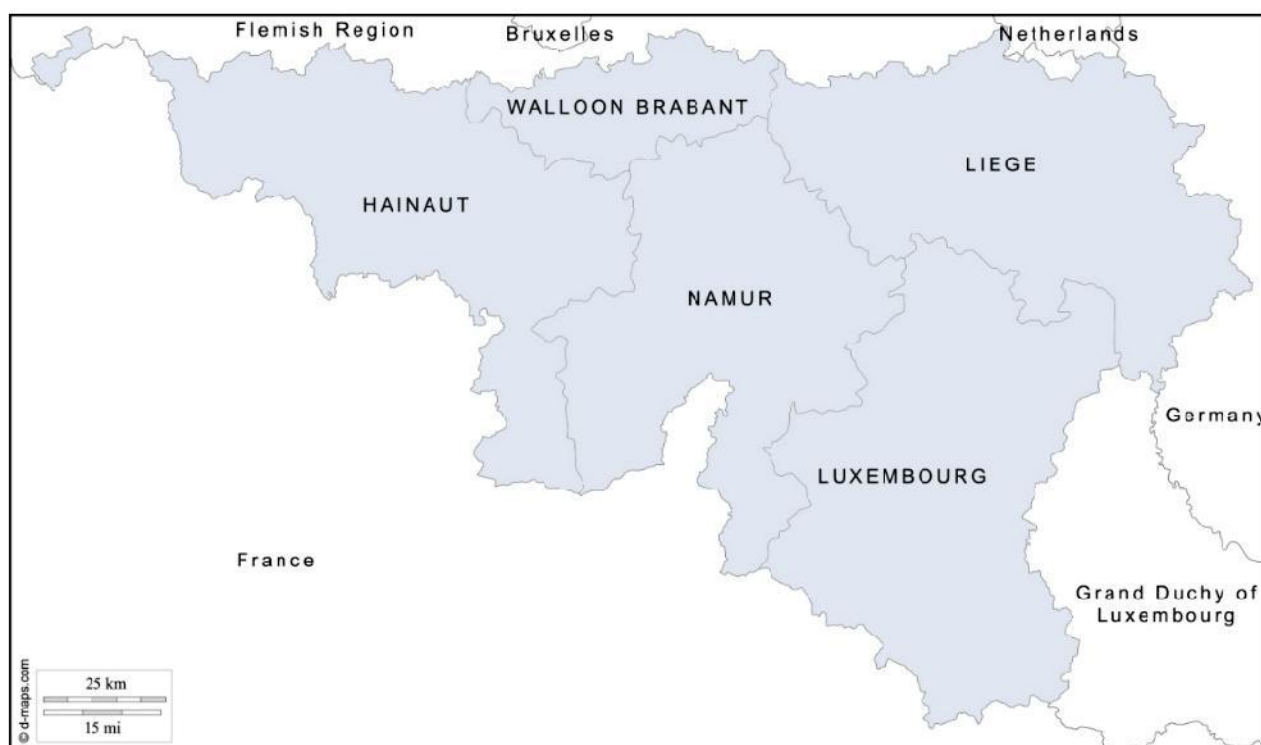 Flemish Region
Bruxelles
Netherlands
WALLOON BRABANT
LIEGE
HAINAUT
NAMUR
Germany
LUXEMBOURG
France
Grand Duchy of
Luxembourg
25 km
15 mi
© d-maps.com